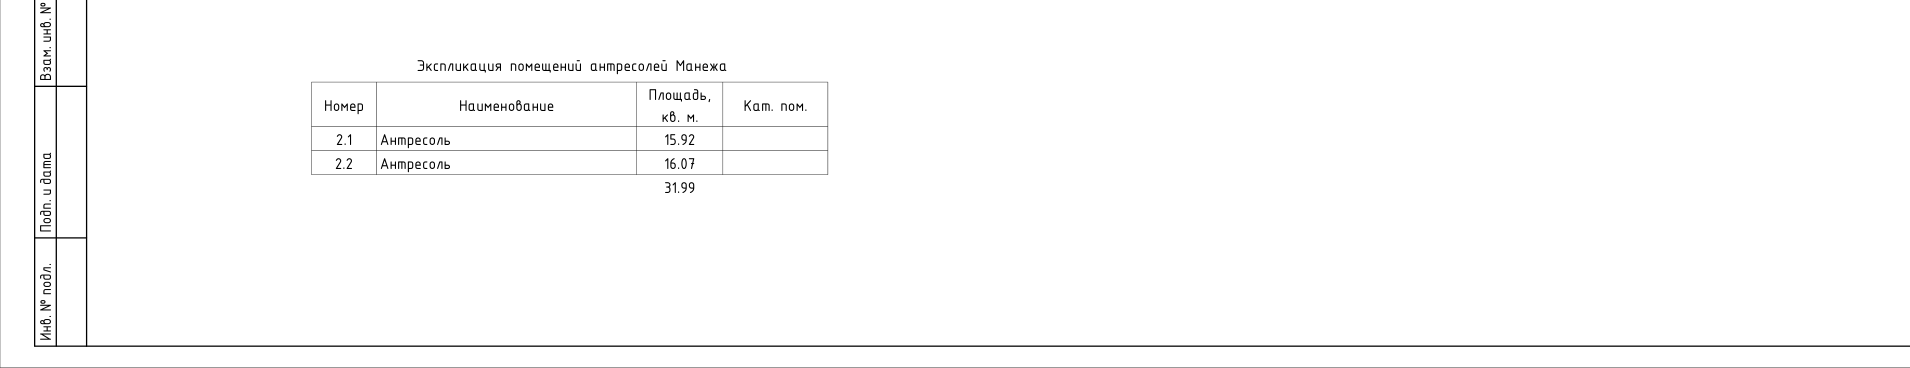 Взам. инв. №
Подп. и дата
Инв. № подл.
Экспликация помещений антресолей Манежа
Номер Наименование Площадь, кв. м. Кат. пом.
2.1 Антресоль 15.92
2.2 Антресоль 16.07
31.99